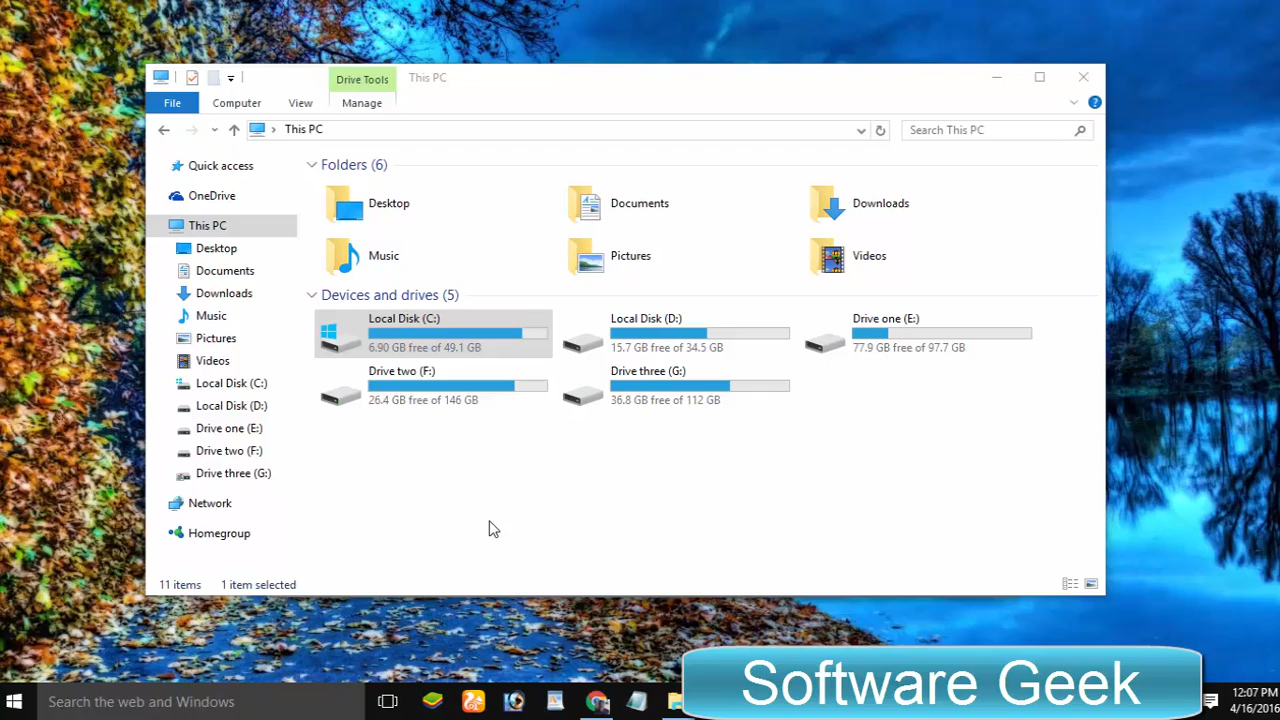 Drive Tools
This PC
File
Computer
View
Manage
This PC
Search This PC
Quick access
OneDrive
This PC
Desktop
Documents
Downloads
Music
Pictures
Videos
Local Disk (C:)
Local Disk (D:)
Drive one (E:)
Drive two (F:)
Drive three (G:)
Network
Homegroup
Folders (6)
Desktop
Documents
Downloads
Music
Pictures
Videos
Devices and drives (5)
Local Disk (C:)
6.90 GB free of 49.1 GB
Local Disk (D:)
15.7 GB free of 34.5 GB
Drive one (E:)
77.9 GB free of 97.7 GB
Drive two (F:)
26.4 GB free of 146 GB
Drive three (G:)
36.8 GB free of 112 GB
11 items
1 item selected
Software Geek
Search the web and Windows
12:07 PM
4/16/2016